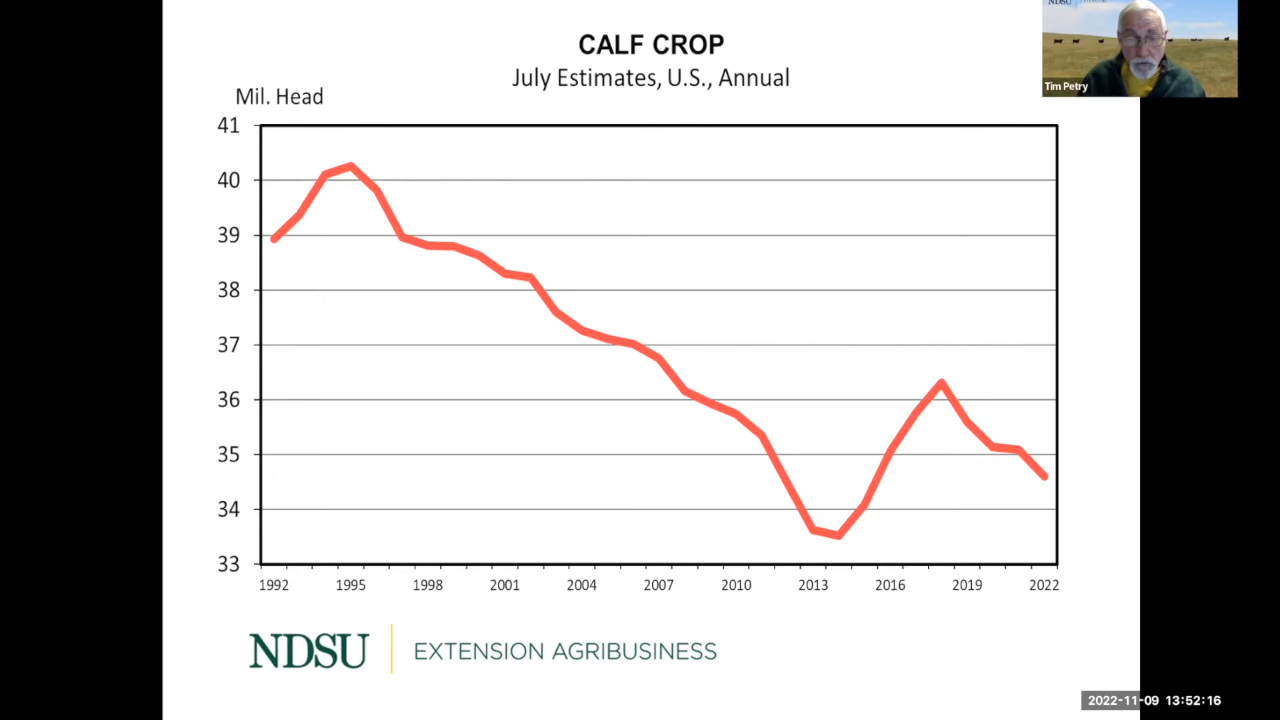 NDSU
CALF CROP
July Estimates, U.S., Annual
Tim Petry
Mil. Head
41
40
39
38
37
36
35
34
33
1992 1995 1998 2001 2004 2007 2010 2013 2016 2019 2022
NDSU EXTENSION AGRIBUSINESS
2022-11-09 13:52:16